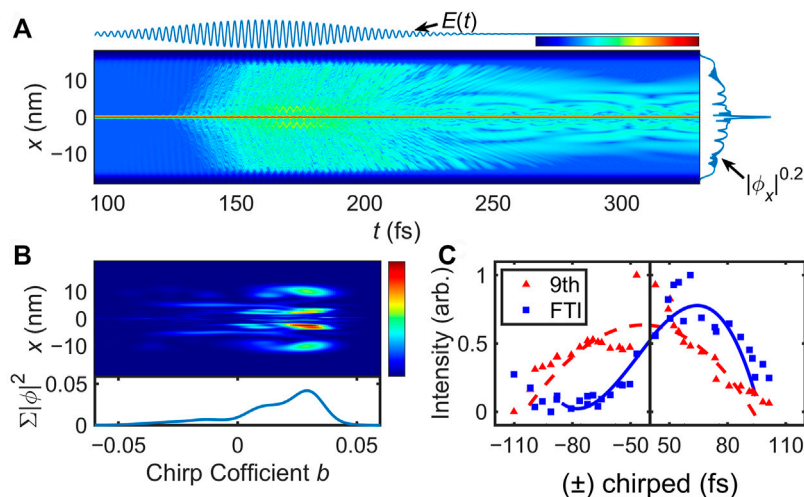 A
E(t)
x (nm)
10
0
−10
|ϕx|^0.2
100 150 200 250 300
t (fs)
B
x (nm)
10
0
−10
Σ|ϕ|^2
0.05
0
−0.05 0 0.05
Chirp Cofficient b
C
Intensity (arb.)
1
0.5
0
9th
FTI
−110 −80 −50 50 80 110
(±) chirped (fs)